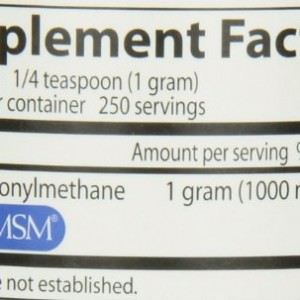 plement Fact
1/4 teaspoon (1 gram)
r container 250 servings
Amount per serving %
onylmethane 1 gram (1000 m
MSM®
e not established.